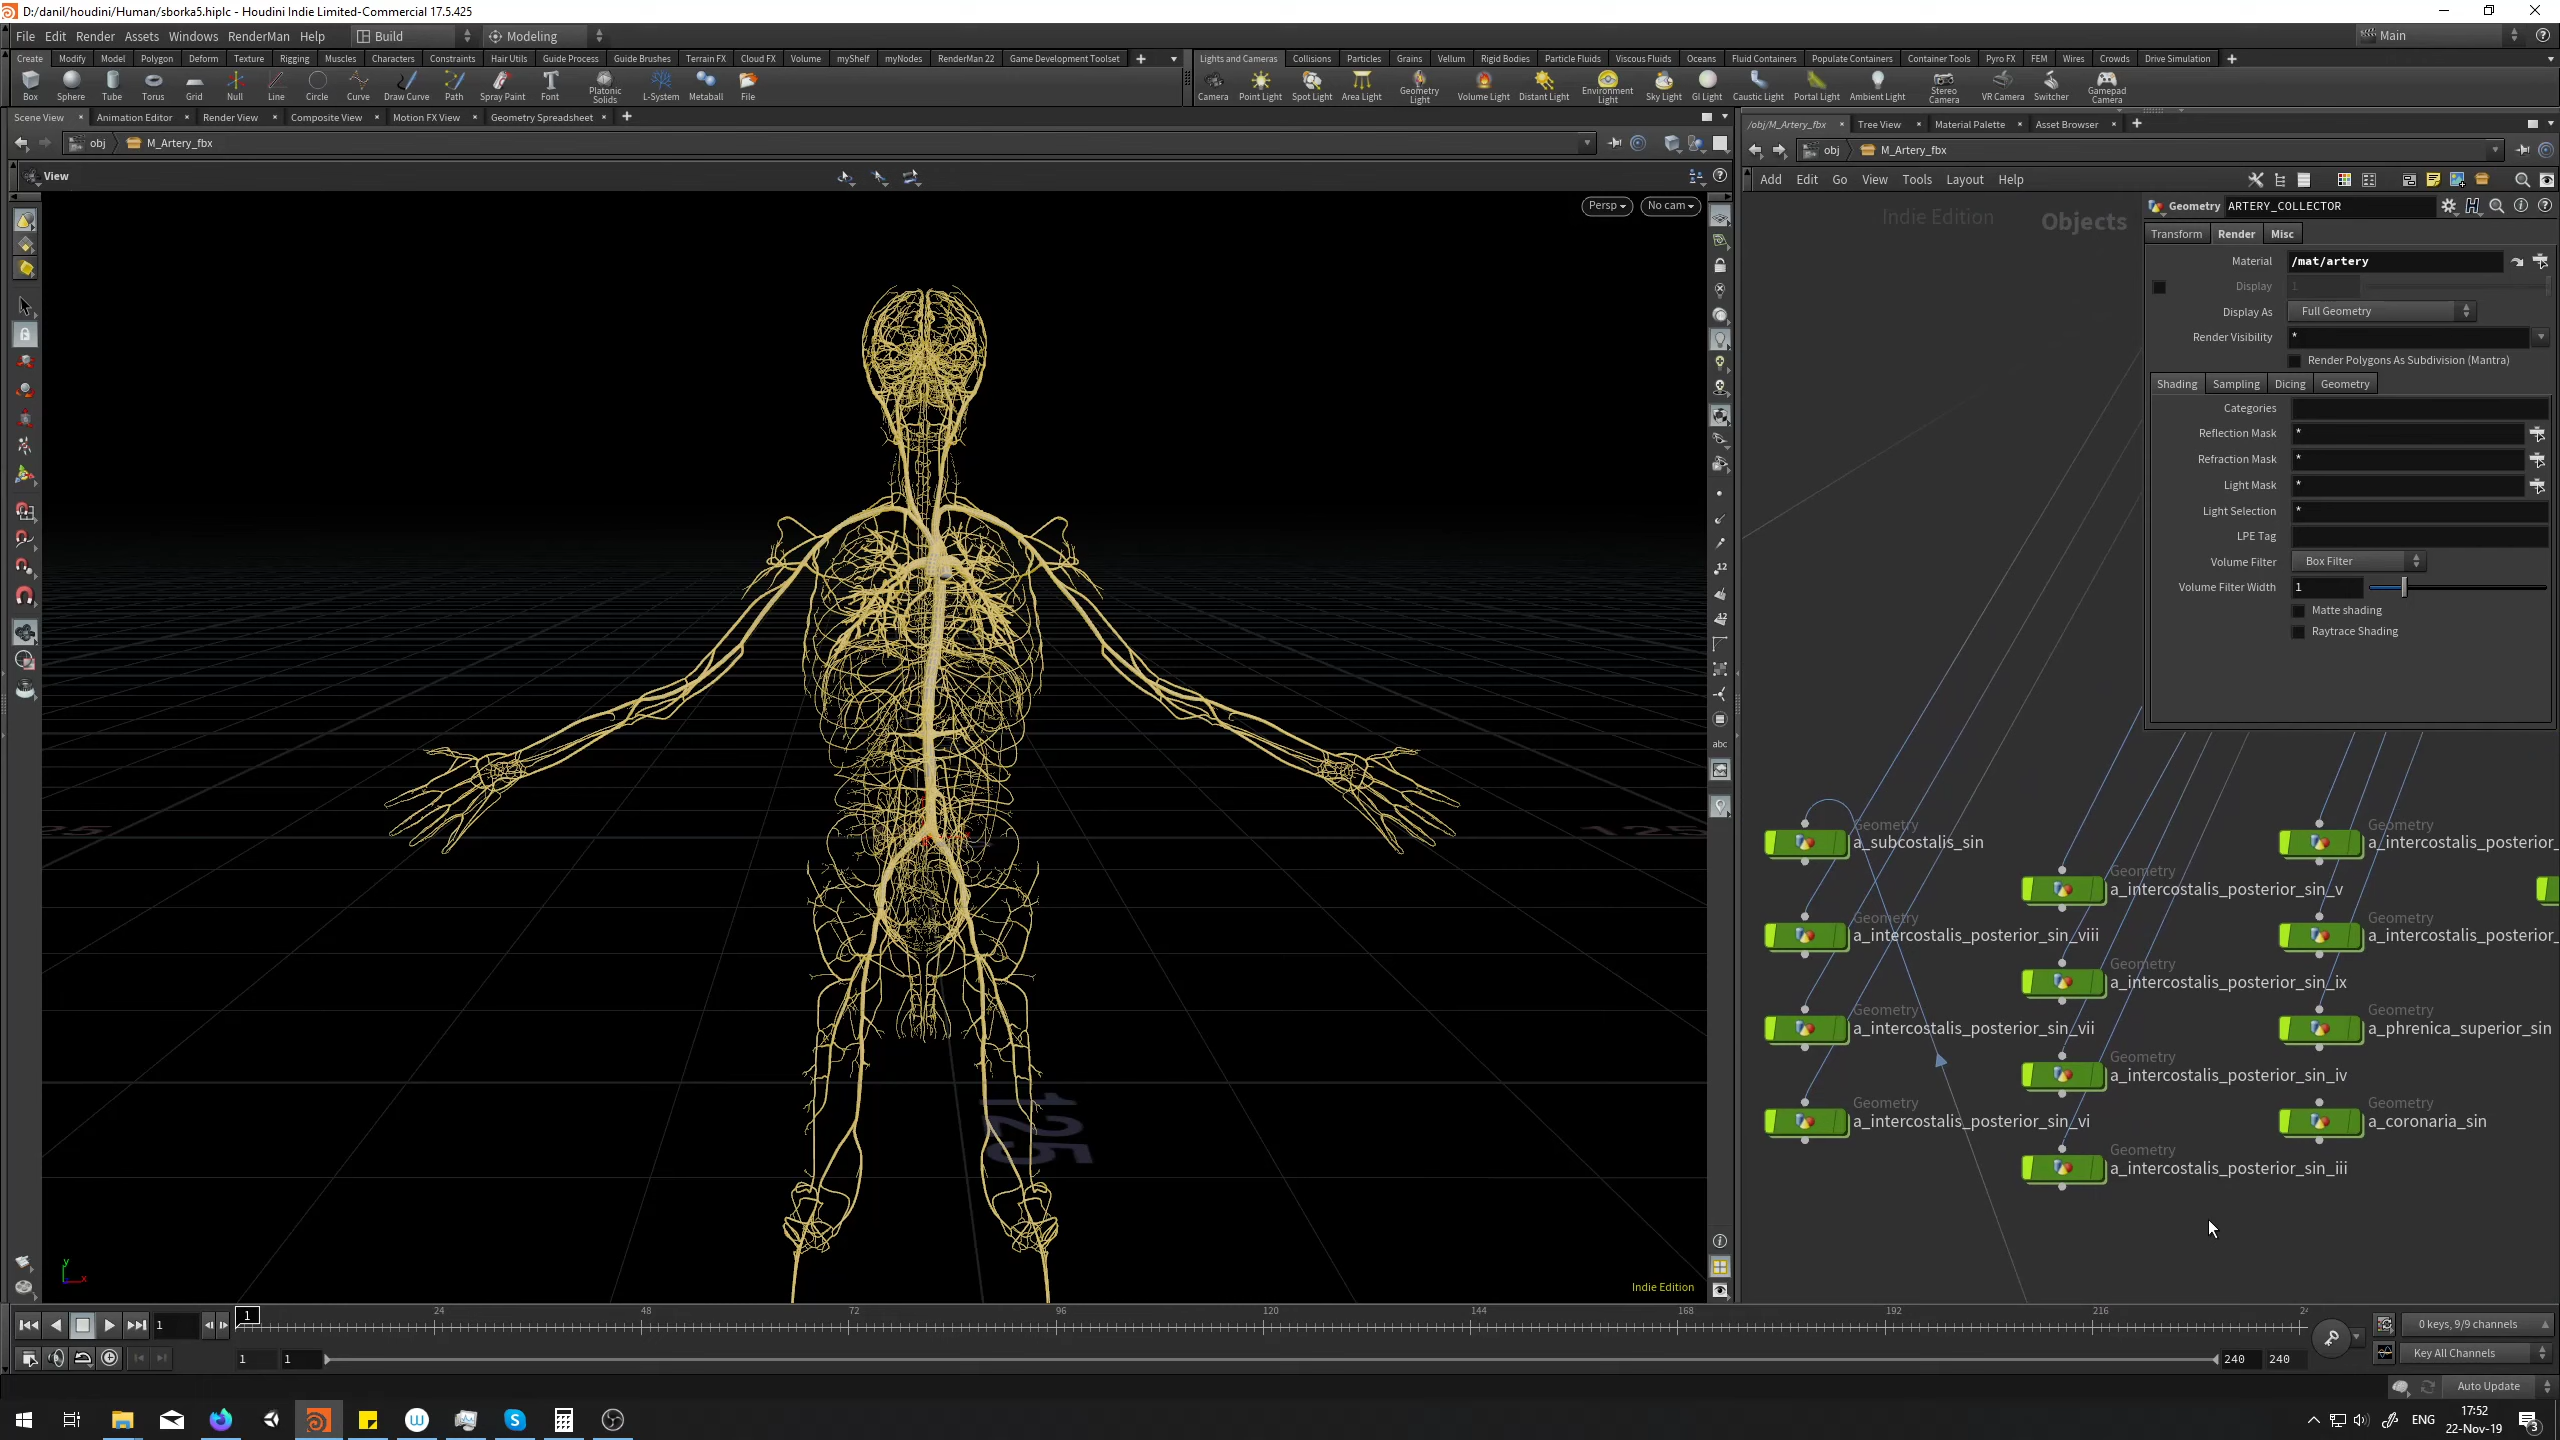 D:/danil/houdini/Human/sborka5.hiplc - Houdini Indie Limited-Commercial 17.5.425
File Edit Render Assets Windows RenderMan Help Build Modeling Main
Create Modify Model Polygon Deform Texture Rigging Muscles Characters Constraints Hair Utils Guide Process Guide Brushes Terrain FX Cloud FX Volume myShelf myNodes RenderMan 22 Game Development Toolset
Lights and Cameras Collisions Particles Grains Vellum Rigid Bodies Particle Fluids Viscous Fluids Oceans Fluid Containers Populate Containers Container Tools Pyro FX FEM Wires Crowds Drive Simulation
Box Sphere Tube Torus Grid Null Line Circle Curve Draw Curve Path Spray Paint Font Platonic Solids L-System Metaball File
Camera Point Light Spot Light Area Light Geometry Light Volume Light Distant Light Environment Light Sky Light GI Light Caustic Light Portal Light Ambient Light Stereo Camera VR Camera Switcher Gamepad Camera
Scene View Animation Editor Render View Composite View Motion FX View Geometry Spreadsheet
/obj/M_Artery_fbx Tree View Material Palette Asset Browser
obj M_Artery_fbx
obj M_Artery_fbx
View
Add Edit Go View Tools Layout Help
Persp No cam
Indie Edition Objects
Geometry ARTERY_COLLECTOR
Transform Render Misc
Material /mat/artery
Display 1
Display As Full Geometry
Render Visibility *
Render Polygons As Subdivision (Mantra)
Shading Sampling Dicing Geometry
Categories
Reflection Mask *
Refraction Mask *
Light Mask *
Light Selection *
LPE Tag
Volume Filter Box Filter
Volume Filter Width 1
Matte shading
Raytrace Shading
12
12
abc
125
125
Geometry
a_subcostalis_sin
Geometry
a_intercostalis_posterior_
Geometry
a_intercostalis_posterior_sin_v
Geometry
a_intercostalis_posterior_sin_viii
Geometry
a_intercostalis_posterior_
Geometry
a_intercostalis_posterior_sin_ix
Geometry
a_intercostalis_posterior_sin_vii
Geometry
a_phrenica_superior_sin
Geometry
a_intercostalis_posterior_sin_iv
Geometry
a_intercostalis_posterior_sin_vi
Geometry
a_coronaria_sin
Geometry
a_intercostalis_posterior_sin_iii
y
x
Indie Edition
1 1 24 48 72 96 120 144 168 192 216 24
0 keys, 9/9 channels
1 1 240 240
Key All Channels
Auto Update
ENG 17:52
22-Nov-19
3